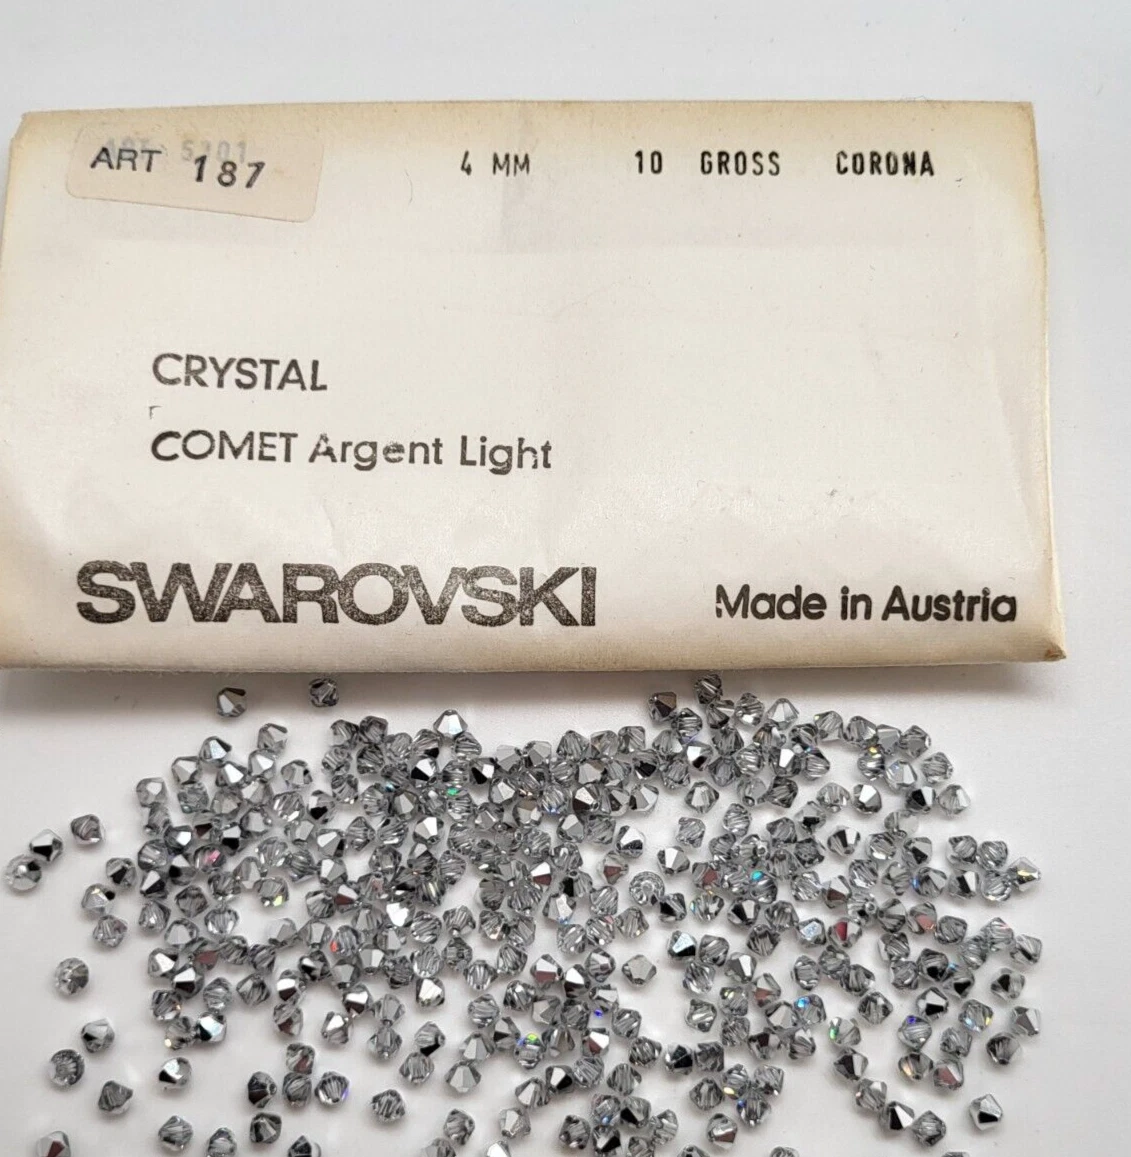 ART 187 4 MM 10 GROSS CORONA
CRYSTAL
COMET Argent Light
SWAROVSKI Made in Austria